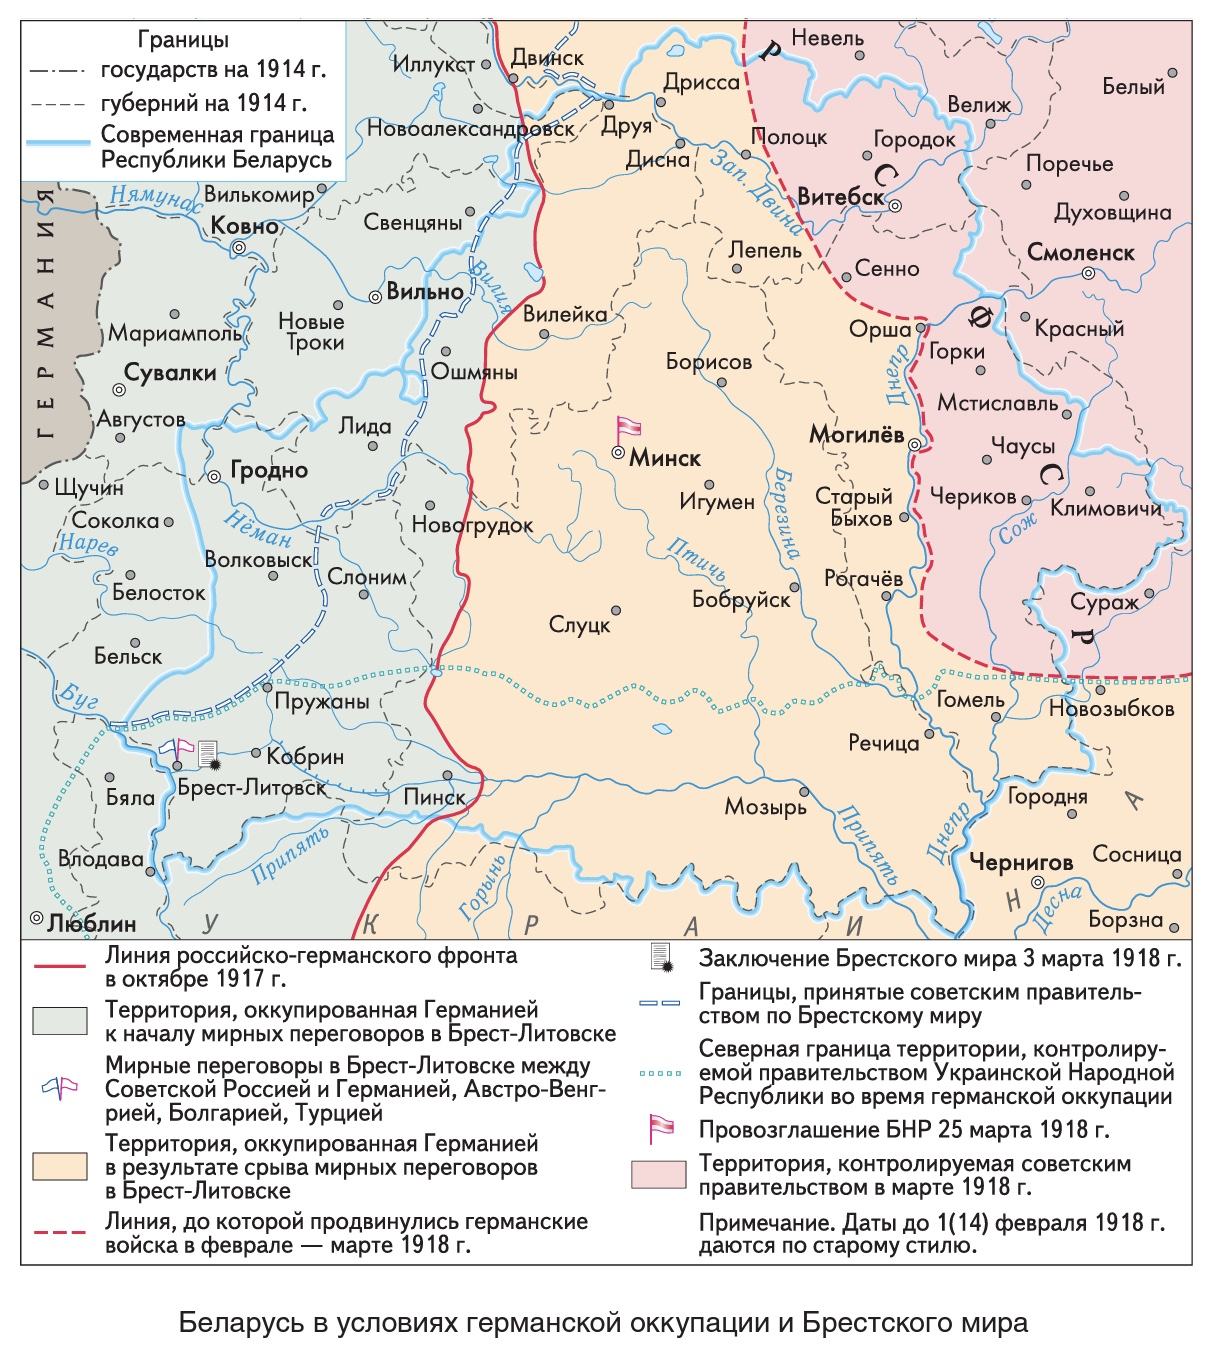 Границы
государств на 1914 г.
губерний на 1914 г.
Современная граница
Республики Беларусь
Иллукст
Двинск
Невель
Белый
Дрисса
Велиж
Новоалександровск
Друя
Полоцк
Городок
Дисна
Поречье
Зап. Двина
Нямунас
Вилькомир
Витебск
Духовщина
Свенцяны
Ковно
Лепель
Смоленск
Сенно
Вилия
Вильно
Новые
Троки
Мариамполь
Вилейка
Орша
Красный
Горки
Днепр
Сувалки
Ошмяны
Борисов
Мстиславль
Августов
Лида
Могилёв
Чаусы
Минск
Гродно
Щучин
Игумен
Старый
Быхов
Чериков
Климовичи
Соколка
Новогрудок
Березина
Сож
Нёман
Нарев
Волковыск
Слоним
Птичь
Рогачёв
Белосток
Бобруйск
Сураж
Слуцк
Бельск
Буг
Пружаны
Гомель
Новозыбков
Речица
Кобрин
Брест-Литовск
Бяла
Пинск
Мозырь
Городня
Припять
Днепр
Влодава
Припять
Горынь
Чернигов
Сосница
Десна
Люблин
Борзна
ГЕРМАНИЯ
РСФСР
УКРАИНА
Линия российско-германского фронта
в октябре 1917 г.
Территория, оккупированная Германией
к началу мирных переговоров в Брест-Литовске
Мирные переговоры в Брест-Литовске между
Советской Россией и Германией, Австро-Венг-
рией, Болгарией, Турцией
Территория, оккупированная Германией
в результате срыва мирных переговоров
в Брест-Литовске
Линия, до которой продвинулись германские
войска в феврале — марте 1918 г.
Заключение Брестского мира 3 марта 1918 г.
Границы, принятые советским правитель-
ством по Брестскому миру
Северная граница территории, контролиру-
емой правительством Украинской Народной
Республики во время германской оккупации
Провозглашение БНР 25 марта 1918 г.
Территория, контролируемая советским
правительством в марте 1918 г.
Примечание. Даты до 1(14) февраля 1918 г.
даются по старому стилю.
Беларусь в условиях германской оккупации и Брестского мира